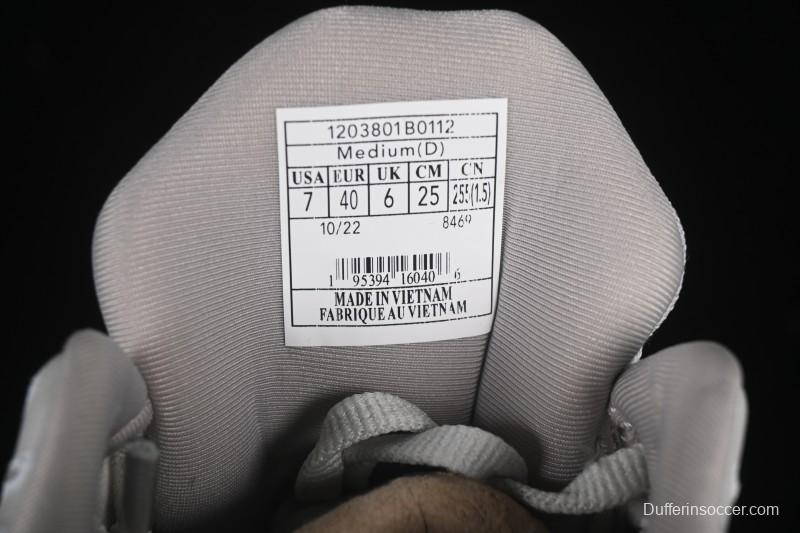 1203801B0112
Medium(D)
USA EUR UK CM CN
7 40 6 25 255(1.5)
10/22 8469
1 95394 16040 6
MADE IN VIETNAM
FABRIQUE AU VIETNAM
Dufferinsoccer.com